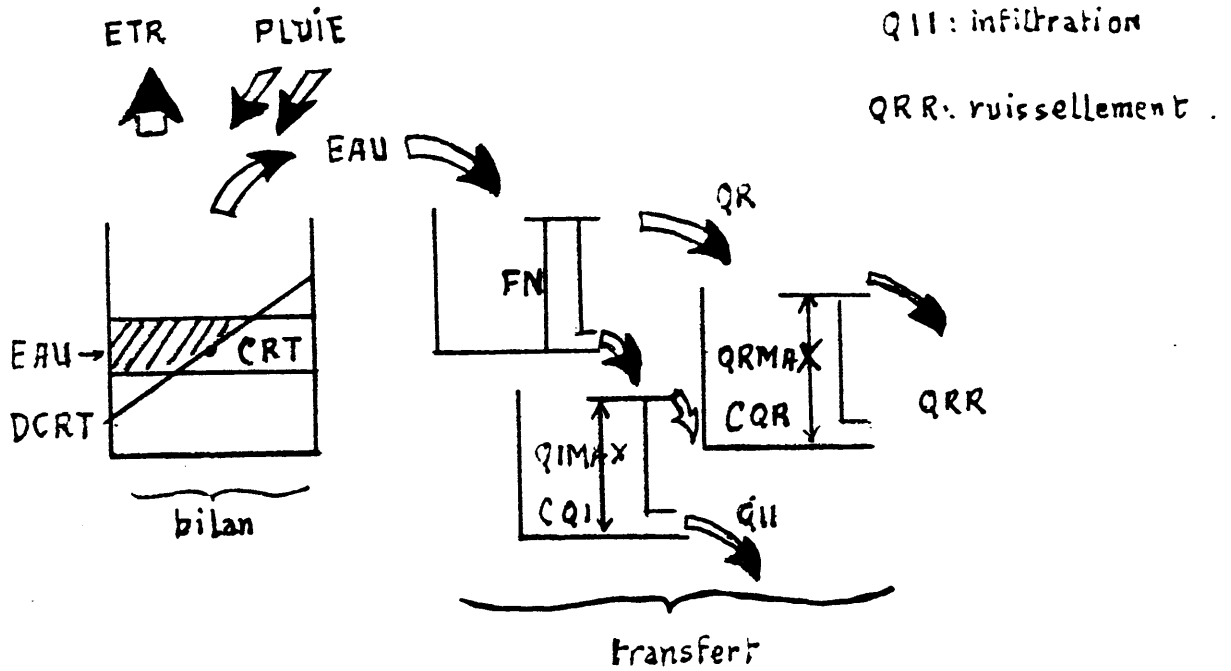 ETR PLUIE
QII: infiltration
QRR: ruissellement.
EAU
QR
FN
EAU
CRT
DCRT
QRMAX
CQR
QRR
QIMAX
CQI
QII
bilan
transfert